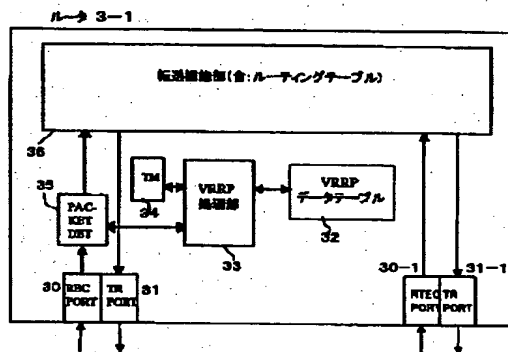 ルータ 3-1
転送機能部(含:ルーティングテーブル)
36
35
PAC-
KET
DET
TM
34
VRRP
処理部
33
VRRP
データテーブル
32
30
REC
PORT
TR
PORT
31
30-1
31-1
PORT
TR
PORT